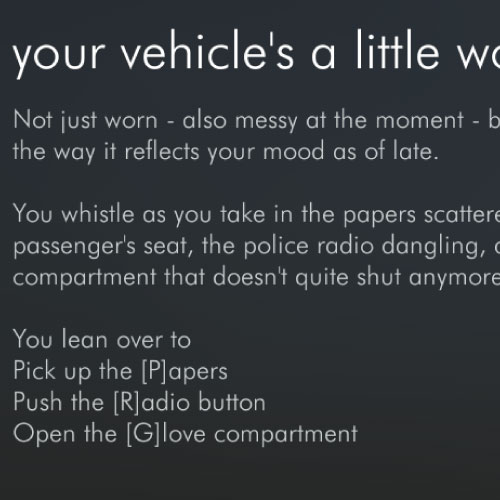 your vehicle's a little
Not just worn - also messy at the moment -
the way it reflects your mood as of late.
You whistle as you take in the papers
passenger's seat, the police radio dangling,
compartment that doesn't quite shut anymore
You lean over to
Pick up the [P]apers
Push the [R]adio button
Open the [G]love compartment